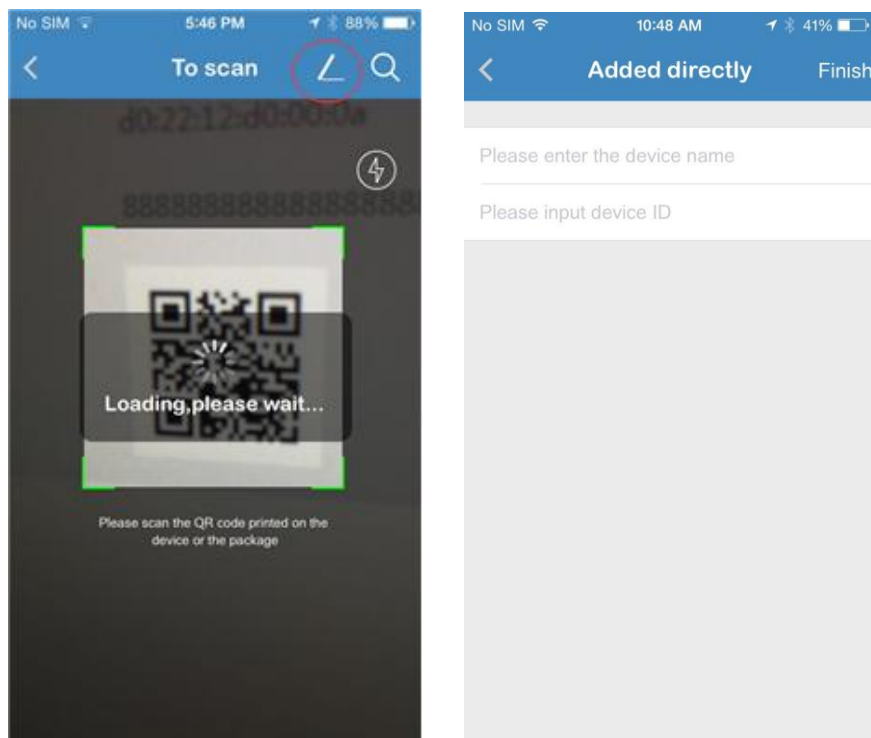 No SIM 5:46 PM 88%
To scan
d0:22:12:d0:00:0a
Loading,please wait...
Please scan the QR code printed on the
device or the package
No SIM 10:48 AM 41%
Added directly Finish
Please enter the device name
Please input device ID